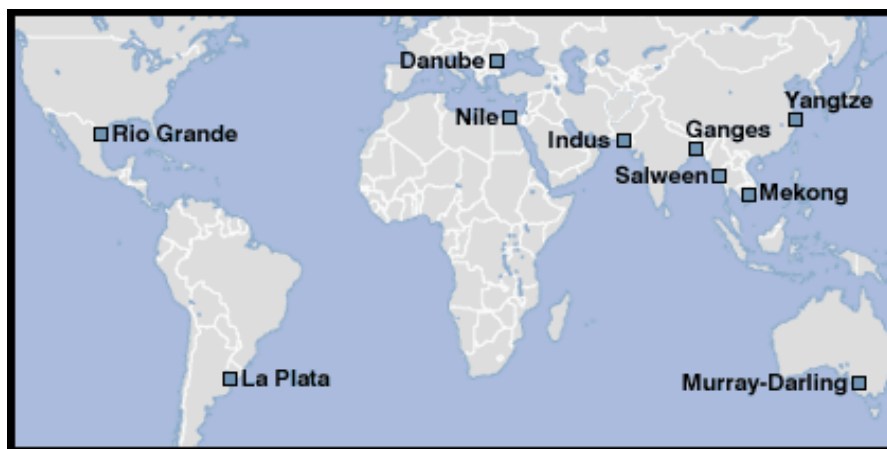 Danube
Yangtze
Nile
Rio Grande
Ganges
Indus
Salween
Mekong
La Plata
Murray-Darling